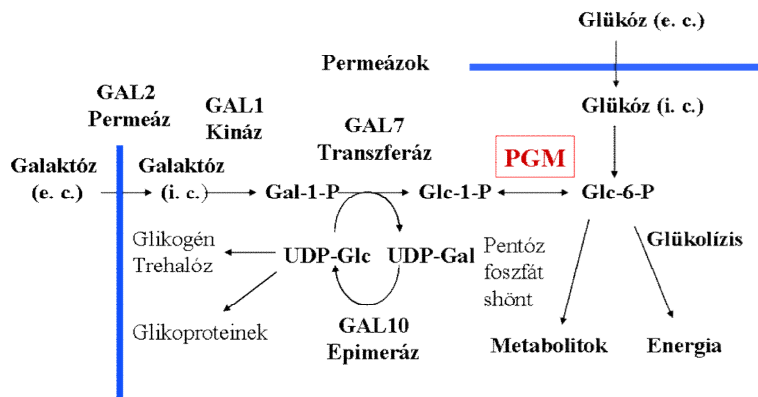 Glükóz (e. c.)
Permeázok
GAL2
Permeáz
GAL1
Kináz
Glükóz (i. c.)
GAL7
Transzferáz
PGM
Galaktóz
(e. c.)
Galaktóz
(i. c.)
Gal-1-P
Glc-1-P
Glc-6-P
Glikogén
Trehalóz
UDP-Glc
UDP-Gal
Pentóz
foszfát
shönt
Glükolízis
Glikoproteinek
GAL10
Epimeráz
Metabolitok
Energia